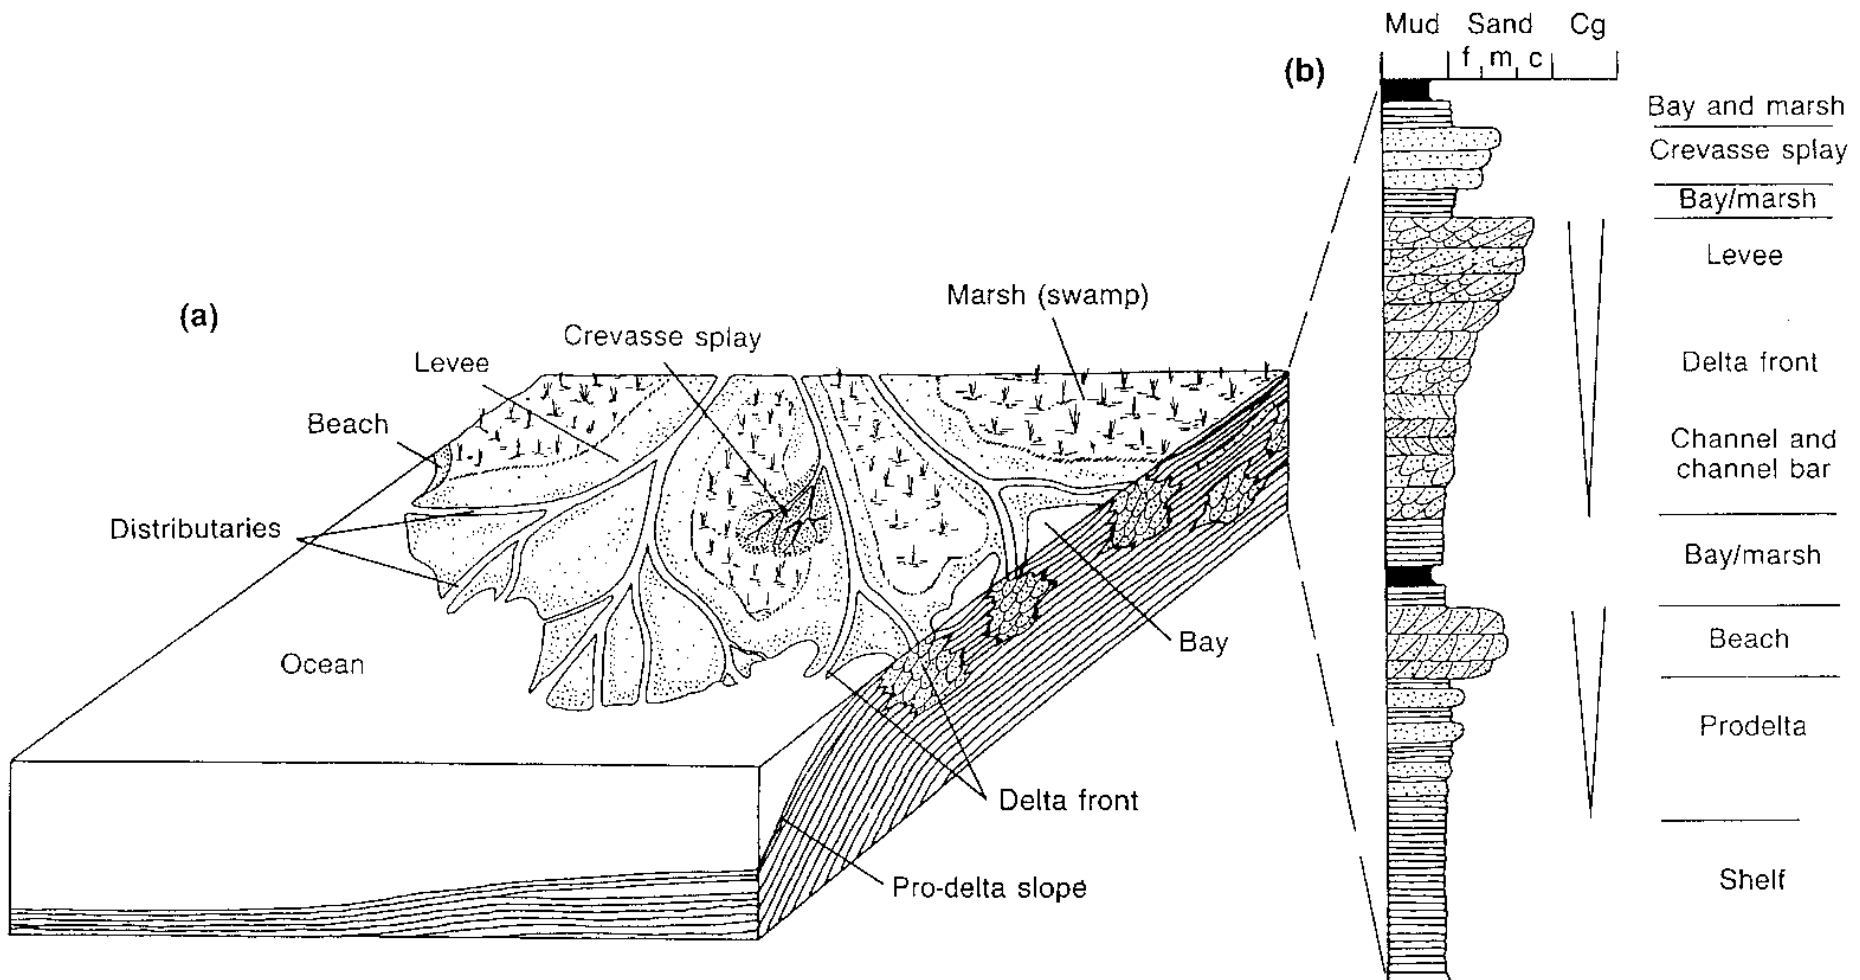 (a)
Marsh (swamp)
Crevasse splay
Levee
Beach
Distributaries
Ocean
Bay
Delta front
Pro-delta slope
(b)
Mud Sand Cg
f m c
Bay and marsh
Crevasse splay
Bay/marsh
Levee
Delta front
Channel and
channel bar
Bay/marsh
Beach
Prodelta
Shelf